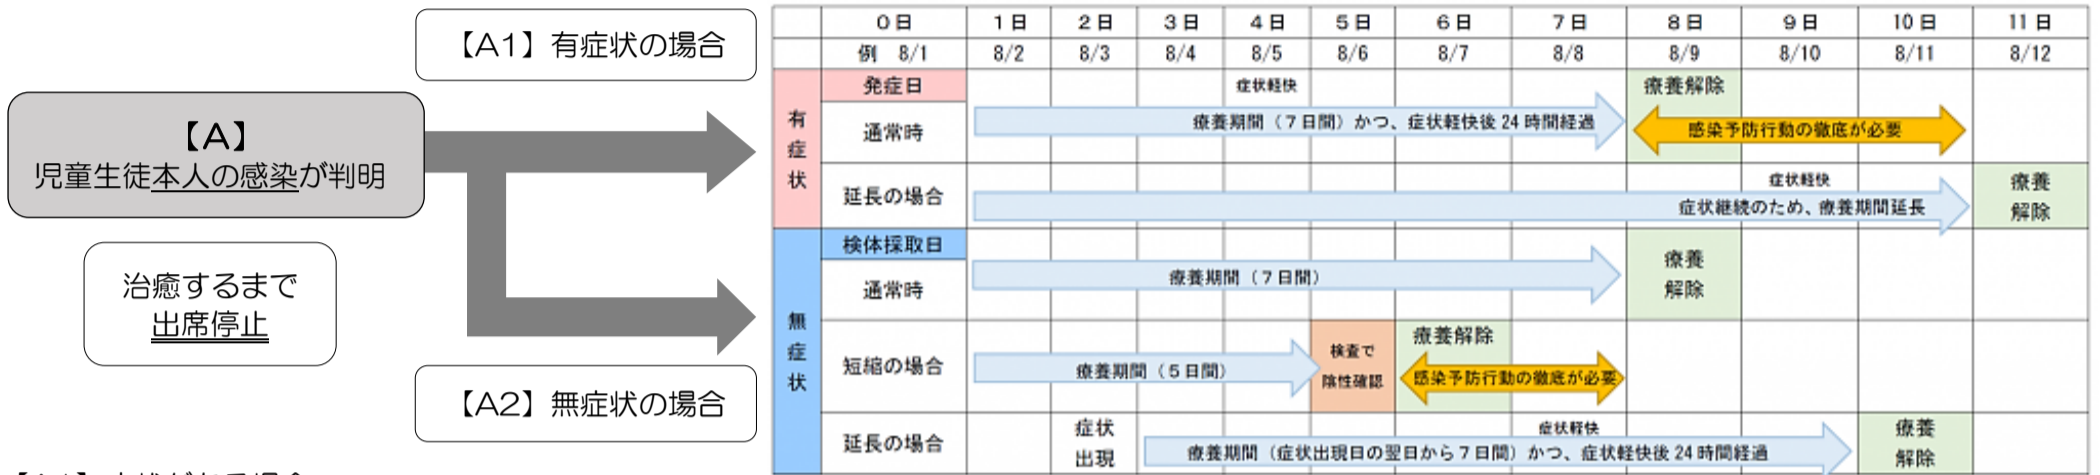 【A】
児童生徒本人の感染が判明
治癒するまで
出席停止
【A1】有症状の場合
【A2】無症状の場合
0日 1日 2日 3日 4日 5日 6日 7日 8日 9日 10日 11日
例 8/1 8/2 8/3 8/4 8/5 8/6 8/7 8/8 8/9 8/10 8/11 8/12
有症状
発症日
通常時
症状軽快
療養期間（7日間）かつ、症状軽快後24時間経過
療養解除
感染予防行動の徹底が必要
延長の場合
症状軽快
症状継続のため、療養期間延長
療養
解除
無症状
検体採取日
通常時
療養期間（7日間）
療養
解除
短縮の場合
療養期間（5日間）
検査で
陰性確認
療養解除
感染予防行動の徹底が必要
延長の場合
症状
出現
症状軽快
療養期間（症状出現日の翌日から7日間）かつ、症状軽快後24時間経過
療養
解除